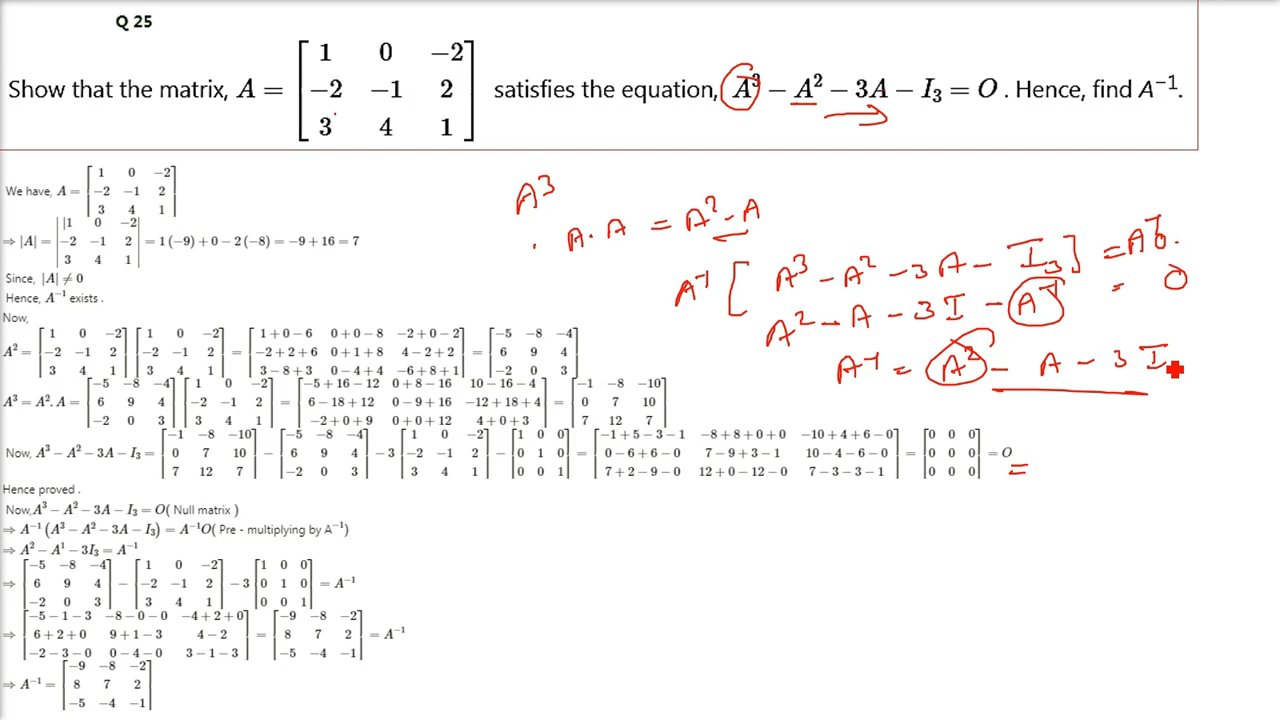 Q 25
Show that the matrix, A = [1 0 −2; −2 −1 2; 3 4 1] satisfies the equation, A³ − A² − 3A − I₃ = O . Hence, find A⁻¹.
We have, A = [1 0 −2; −2 −1 2; 3 4 1]
⇒ |A| = |1 0 −2; −2 −1 2; 3 4 1| = 1(−9) + 0 − 2(−8) = −9 + 16 = 7
Since, |A| ≠ 0
Hence, A⁻¹ exists .
Now,
A² = [1 0 −2; −2 −1 2; 3 4 1] [1 0 −2; −2 −1 2; 3 4 1] = [1+0−6 0+0−8 −2+0−2; −2+2+6 0+1+8 4−2+2; 3−8+3 0−4+4 −6+8+1] = [−5 −8 −4; 6 9 4; −2 0 3]
A³ = A². A = [−5 −8 −4; 6 9 4; −2 0 3] [1 0 −2; −2 −1 2; 3 4 1] = [−5+16−12 0+8−16 10−16−4; 6−18+12 0−9+16 −12+18+4; −2+0+9 0+0+12 4+0+3] = [−1 −8 −10; 0 7 10; 7 12 7]
Now, A³ − A² − 3A − I₃ = [−1 −8 −10; 0 7 10; 7 12 7] − [−5 −8 −4; 6 9 4; −2 0 3] − 3 [1 0 −2; −2 −1 2; 3 4 1] − [1 0 0; 0 1 0; 0 0 1] = [−1+5−3−1 −8+8+0+0 −10+4+6−0; 0−6+6−0 7−9+3−1 10−4−6−0; 7+2−9−0 12+0−12−0 7−3−3−1] = [0 0 0; 0 0 0; 0 0 0] = O =
Hence proved .
Now, A³ − A² − 3A − I₃ = O( Null matrix )
⇒ A⁻¹(A³ − A² − 3A − I₃) = A⁻¹O( Pre - multiplying by A⁻¹)
⇒ A² − A¹ − 3I₃ = A⁻¹
⇒ [−5 −8 −4; 6 9 4; −2 0 3] − [1 0 −2; −2 −1 2; 3 4 1] − 3 [1 0 0; 0 1 0; 0 0 1] = A⁻¹
⇒ [−5−1−3 −8−0−0 −4+2+0; 6+2+0 9+1−3 4−2; −2−3−0 0−4−0 3−1−3] = [−9 −8 −2; 8 7 2; −5 −4 −1] = A⁻¹
⇒ A⁻¹ = [−9 −8 −2; 8 7 2; −5 −4 −1]
A³
A·A = A²-A
A⁻¹ [ A³ − A² − 3A − I₃ ] = A⁻¹0.
A² − A − 3I − A⁻¹ = 0
A⁻¹ = A² − A − 3I